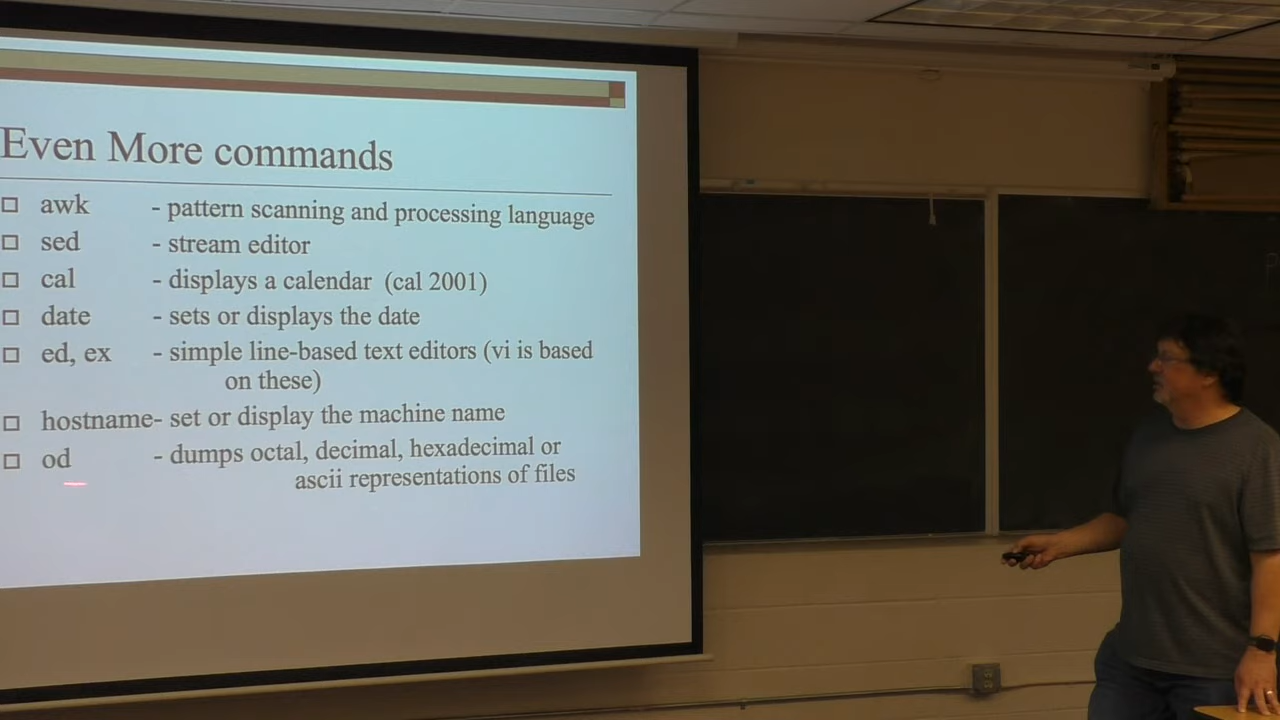 Even More commands
awk - pattern scanning and processing language
sed - stream editor
cal - displays a calendar (cal 2001)
date - sets or displays the date
ed, ex - simple line-based text editors (vi is based
on these)
hostname- set or display the machine name
od - dumps octal, decimal, hexadecimal or
ascii representations of files